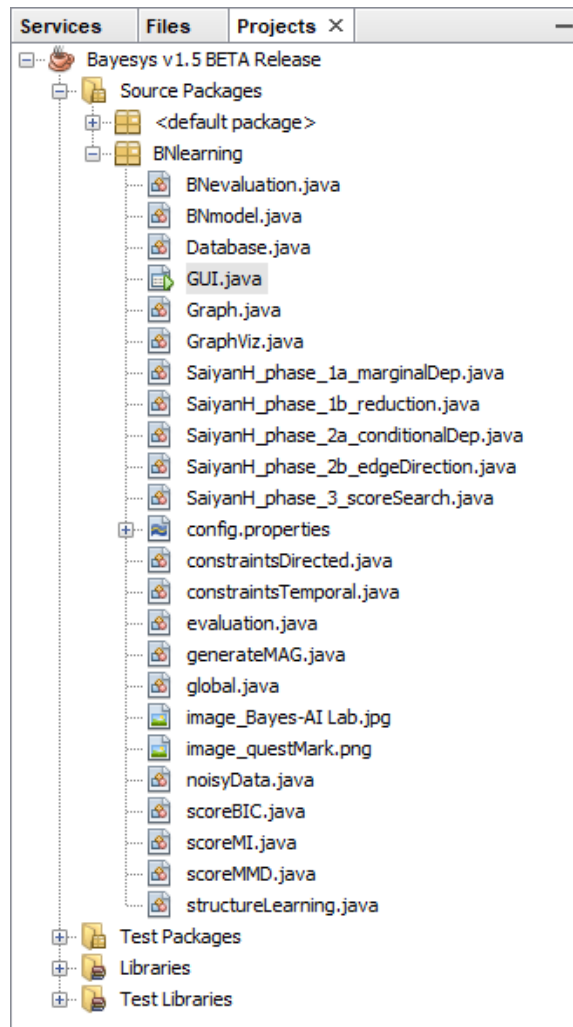 Services Files Projects
Bayesys v1.5 BETA Release
Source Packages
<default package>
BNlearning
BNevaluation.java
BNmodel.java
Database.java
GUI.java
Graph.java
GraphViz.java
SaiyanH_phase_1a_marginalDep.java
SaiyanH_phase_1b_reduction.java
SaiyanH_phase_2a_conditionalDep.java
SaiyanH_phase_2b_edgeDirection.java
SaiyanH_phase_3_scoreSearch.java
config.properties
constraintsDirected.java
constraintsTemporal.java
evaluation.java
generateMAG.java
global.java
image_Bayes-AI Lab.jpg
image_questMark.png
noisyData.java
scoreBIC.java
scoreMI.java
scoreMMD.java
structureLearning.java
Test Packages
Libraries
Test Libraries